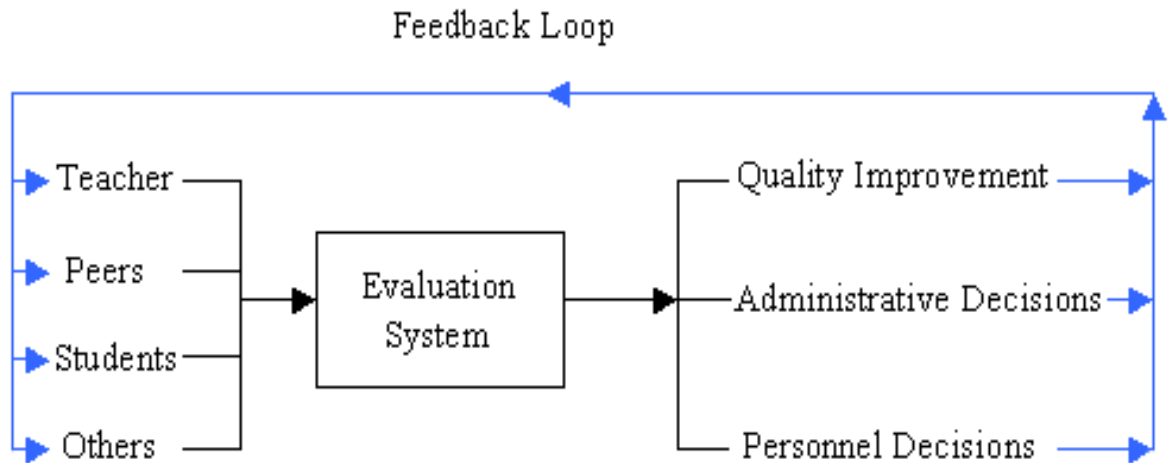 Feedback Loop
Teacher
Peers
Students
Others
Evaluation
System
Quality Improvement
Administrative Decisions
Personnel Decisions